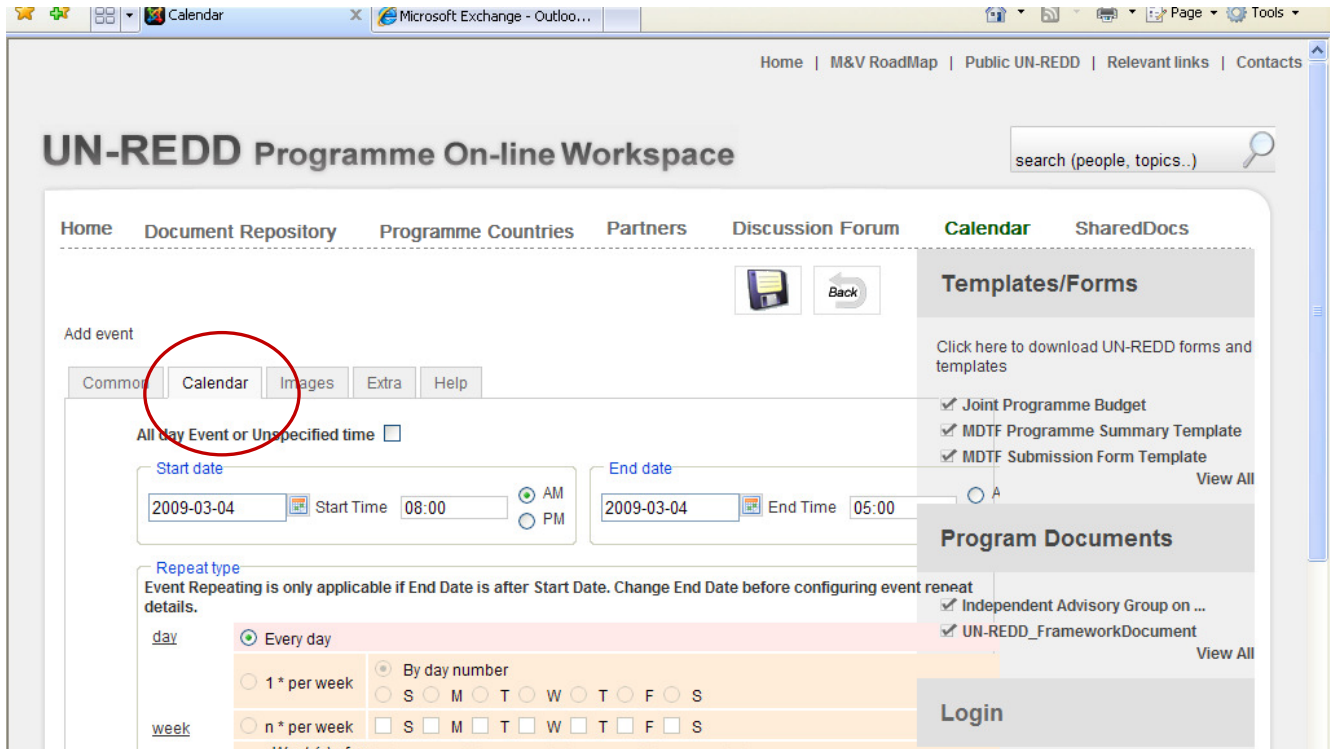 Calendar
Microsoft Exchange - Outloo...
Page
Tools
Home | M&V RoadMap | Public UN-REDD | Relevant links | Contacts
UN-REDD Programme On-line Workspace
search (people, topics..)
Home Document Repository Programme Countries Partners Discussion Forum Calendar SharedDocs
Back
Templates/Forms
Add event
Click here to download UN-REDD forms and
templates
Common Calendar Images Extra Help
Joint Programme Budget
All day Event or Unspecified time
MDTF Programme Summary Template
MDTF Submission Form Template
View All
Start date
End date
2009-03-04 Start Time 08:00 AM
PM
2009-03-04 End Time 05:00
Program Documents
Repeat type
Event Repeating is only applicable if End Date is after Start Date. Change End Date before configuring event repeat
details.
Independent Advisory Group on ...
UN-REDD_FrameworkDocument
View All
day Every day
1 * per week By day number
S M T W T F S
week n * per week S M T W T F S
Login